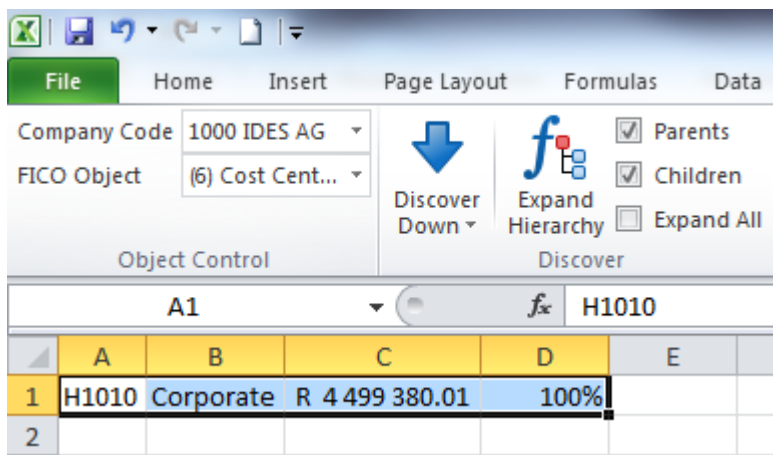 File Home Insert Page Layout Formulas Data
Company Code 1000 IDES AG
FICO Object (6) Cost Cent...
Object Control
Discover
Down
Expand
Hierarchy
Parents
Children
Expand All
Discover
A1 fx H1010
A B C D E
1 H1010 Corporate R 4 499 380.01 100%
2